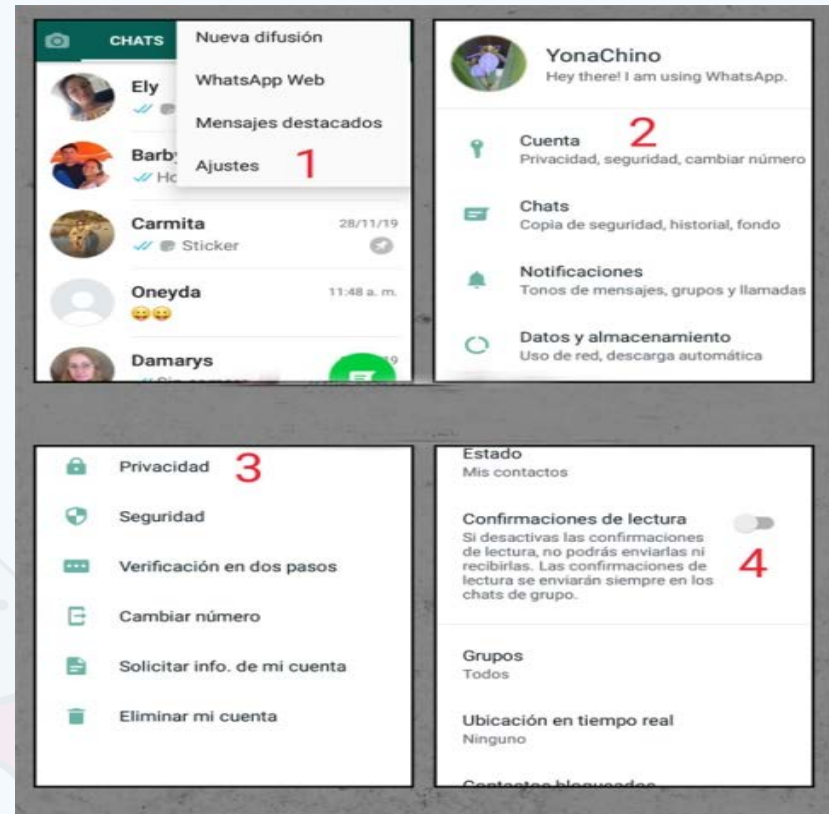 CHATS
Nueva difusión
WhatsApp Web
Mensajes destacados
Ajustes
1
Ely
Barby
Ho
Carmita
28/11/19
Sticker
Oneyda
11:48 a. m.
😜😜
Damarys
19
YonaChino
Hey there! I am using WhatsApp.
Cuenta
2
Privacidad, seguridad, cambiar número
Chats
Copia de seguridad, historial, fondo
Notificaciones
Tonos de mensajes, grupos y llamadas
Datos y almacenamiento
Uso de red, descarga automática
Privacidad
3
Seguridad
Verificación en dos pasos
Cambiar número
Solicitar info. de mi cuenta
Eliminar mi cuenta
Estado
Mis contactos
Confirmaciones de lectura
Si desactivas las confirmaciones
de lectura, no podrás enviarlas ni
recibirlas. Las confirmaciones de
lectura se enviarán siempre en los
chats de grupo.
4
Grupos
Todos
Ubicación en tiempo real
Ninguno
Contactos bloqueados